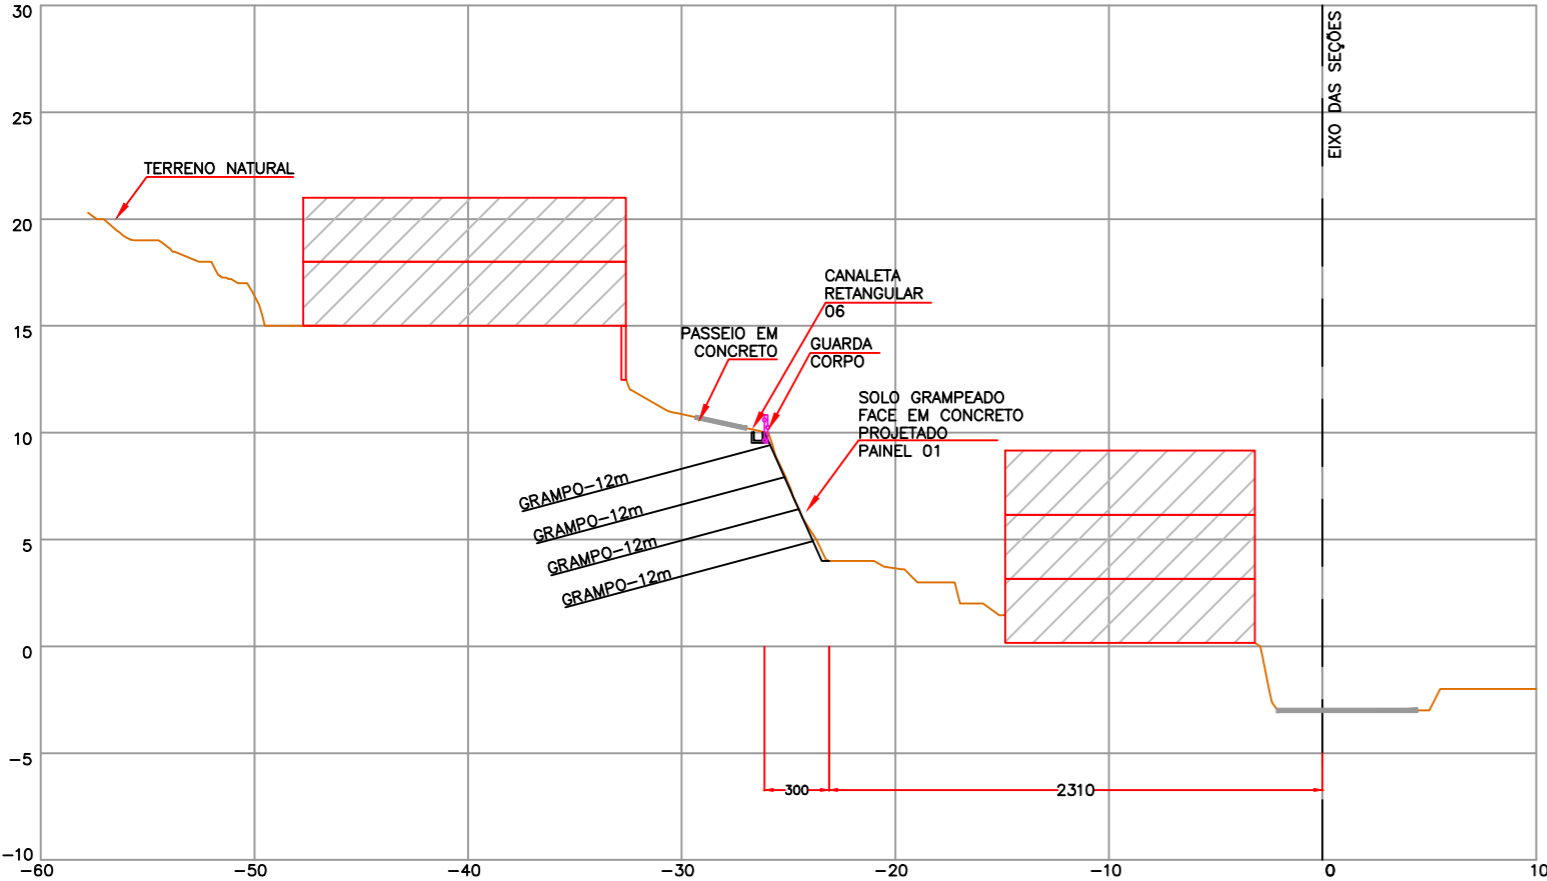 30
25
20
15
10
5
0
-5
-10
-60
-50
-40
-30
-20
-10
0
10
EIXO DAS SEÇÕES
TERRENO NATURAL
CANALETA
RETANGULAR
06
PASSEIO EM
CONCRETO
GUARDA
CORPO
SOLO GRAMPEADO
FACE EM CONCRETO
PROJETADO
PAINEL 01
GRAMPO-12m
GRAMPO-12m
GRAMPO-12m
GRAMPO-12m
300
2310